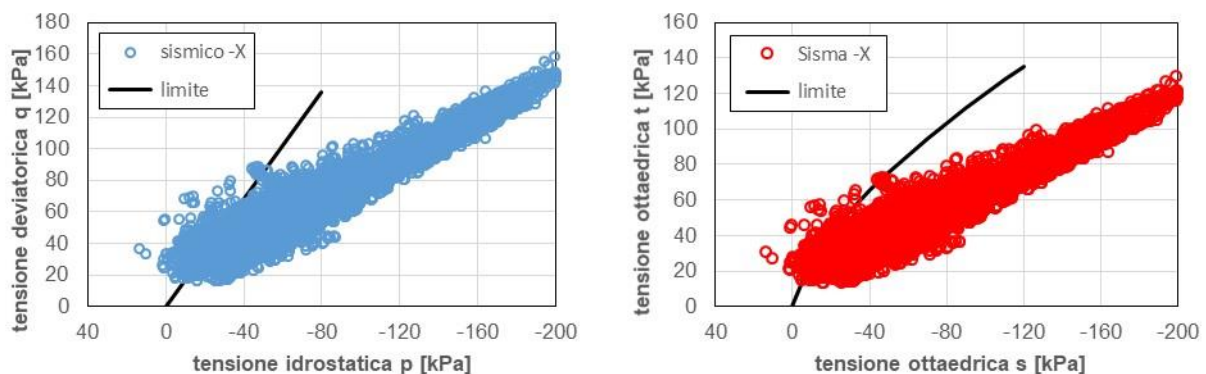 180
160
140
120
100
80
60
40
20
0
tensione deviatorica q [kPa]
sismico -X
limite
40 0 -40 -80 -120 -160 -200
tensione idrostatica p [kPa]
160
140
120
100
80
60
40
20
0
tensione ottaedrica t [kPa]
Sisma -X
limite
40 0 -40 -80 -120 -160 -200
tensione ottaedrica s [kPa]